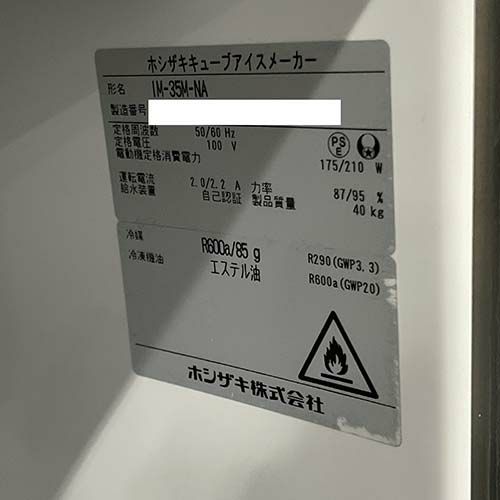 ホシザキキューブアイスメーカー
形名 IM-35M-NA
製造番号
定格周波数 50/60 Hz
定格電圧 100 V
電動機定格消費電力 175/210 W
PSE
運転電流 2.0/2.2 A 力率 87/95 %
給水装置 自己認証 製品質量 40 kg
冷媒 R600a/85 g R290(GWP3.3)
冷凍機油 エステル油 R600a(GWP20)
ホシザキ株式会社